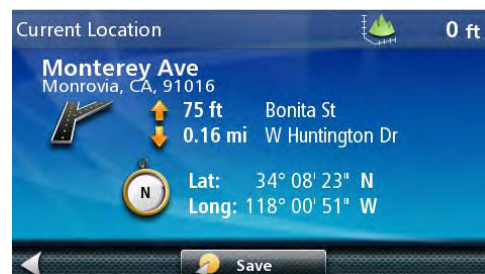 Current Location 0 ft
Monterey Ave
Monrovia, CA, 91016
75 ft Bonita St
0.16 mi W Huntington Dr
N
Lat: 34° 08' 23" N
Long: 118° 00' 51" W
Save